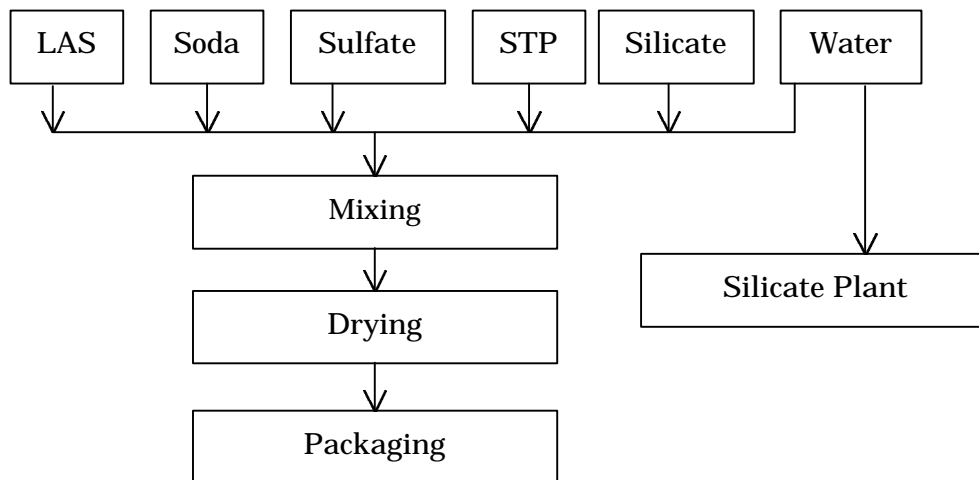 LAS
Soda
Sulfate
STP
Silicate
Water
Mixing
Silicate Plant
Drying
Packaging